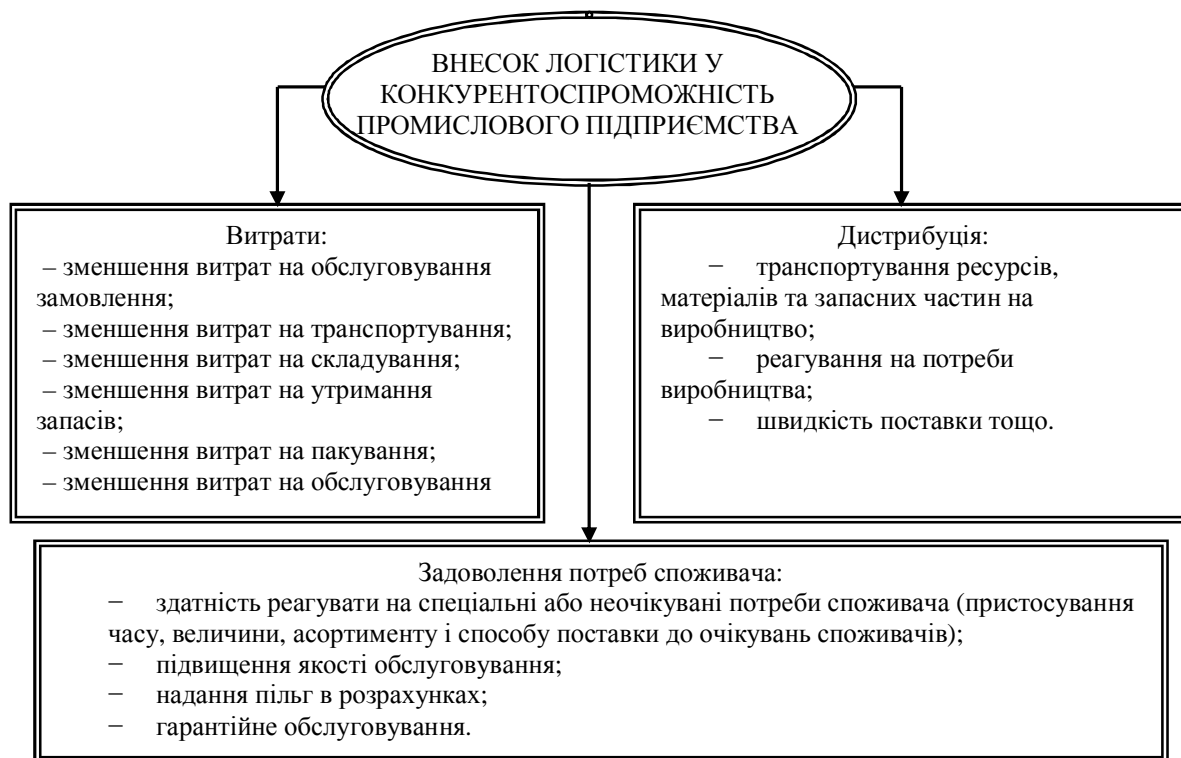 ВНЕСОК ЛОГІСТИКИ У
КОНКУРЕНТОСПРОМОЖНІСТЬ
ПРОМИСЛОВОГО ПІДПРИЄМСТВА
Витрати:
– зменшення витрат на обслуговування
замовлення;
– зменшення витрат на транспортування;
– зменшення витрат на складування;
– зменшення витрат на утримання
запасів;
– зменшення витрат на пакування;
– зменшення витрат на обслуговування
Дистрибуція:
− транспортування ресурсів,
матеріалів та запасних частин на
виробництво;
− реагування на потреби
виробництва;
− швидкість поставки тощо.
Задоволення потреб споживача:
− здатність реагувати на спеціальні або неочікувані потреби споживача (пристосування
часу, величини, асортименту і способу поставки до очікувань споживачів);
− підвищення якості обслуговування;
− надання пільг в розрахунках;
− гарантійне обслуговування.